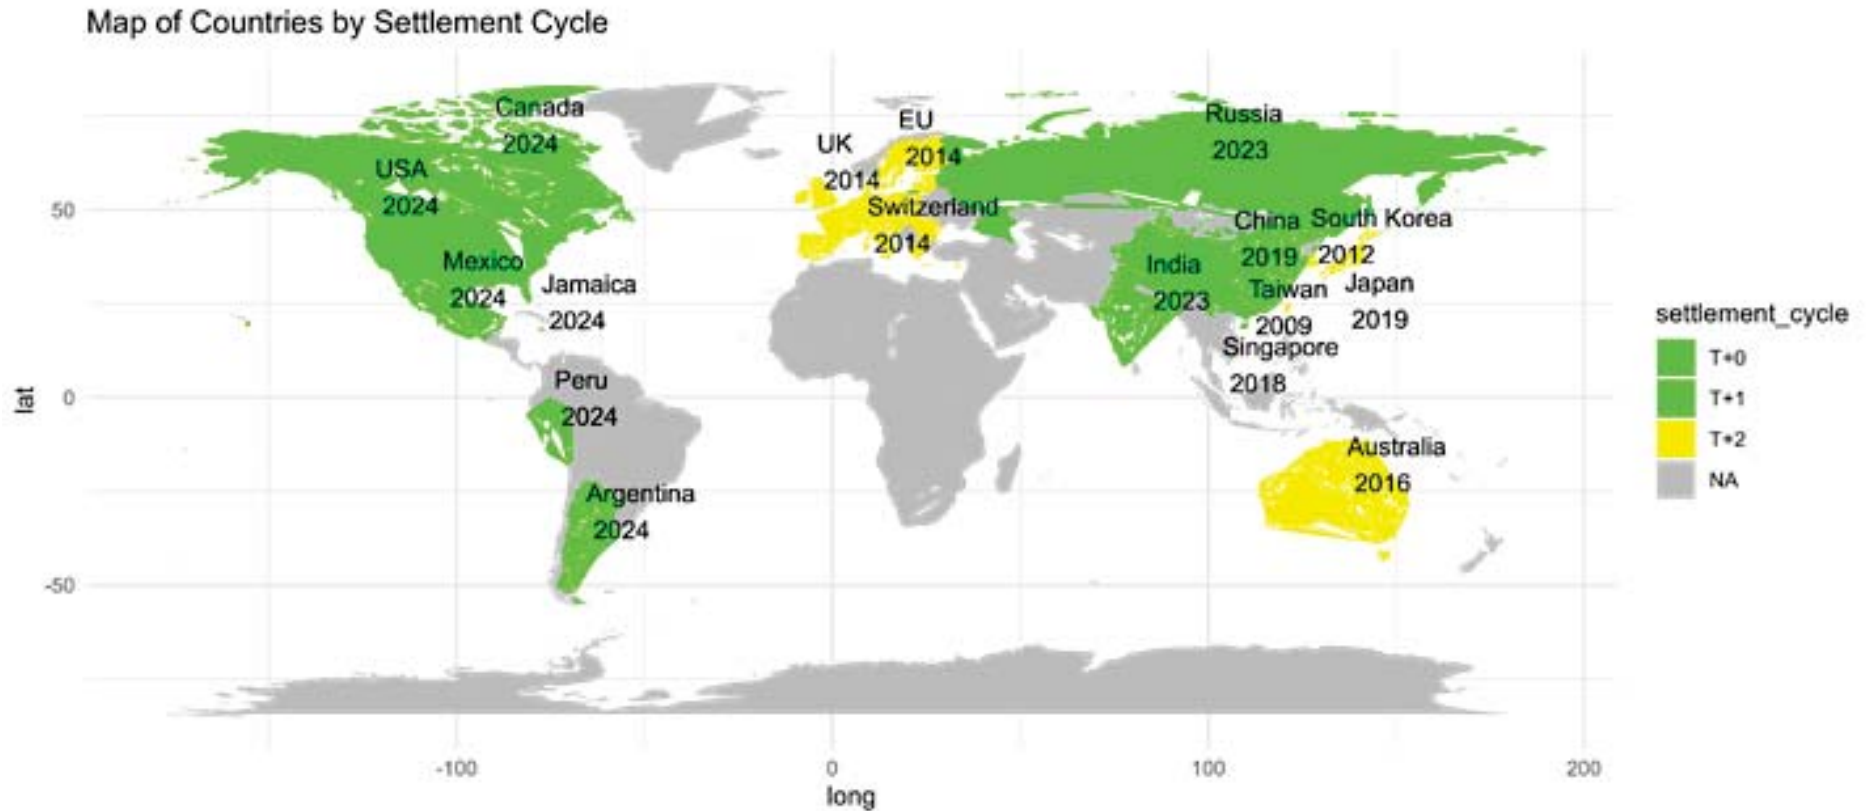 Map of Countries by Settlement Cycle
Canada
2024
USA
2024
Mexico
2024
Jamaica
2024
Peru
2024
Argentina
2024
UK
2014
EU
2014
Switzerland
2014
Russia
2023
China
2019
South Korea
2012
India
2023
Taiwan
2009
Japan
2019
Singapore
2018
Australia
2016
lat
50
0
-50
-100
0
100
200
long
settlement_cycle
T+0
T+1
T+2
NA